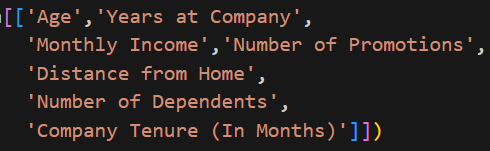 [['Age','Years at Company',
'Monthly Income','Number of Promotions',
'Distance from Home',
'Number of Dependents',
'Company Tenure (In Months)']])